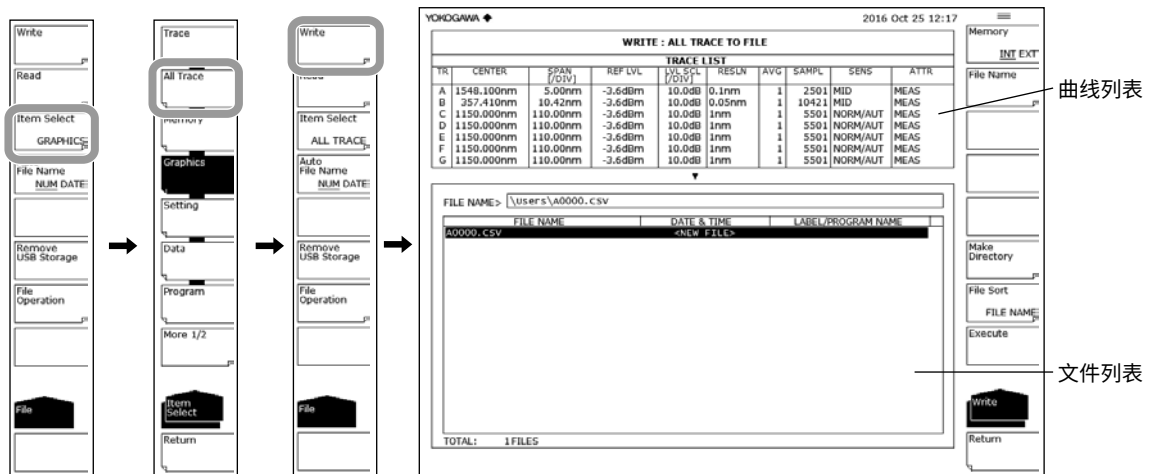 Write
Read
Item Select
GRAPHICS
File Name
NUM DATE
Remove
USB Storage
File
Operation
File
Trace
All Trace
Memory
Graphics
Setting
Data
Program
More 1/2
Item
Select
Return
Write
Read
Item Select
ALL TRACE
Auto
File Name
NUM DATE
Remove
USB Storage
File
Operation
File
YOKOGAWA 2016 Oct 25 12:17
WRITE : ALL TRACE TO FILE
TRACE LIST
TR CENTER SPAN [/DIV] REF LVL LVL SCL [/DIV] RESLN AVG SAMPL SENS ATTR
A 1548.100nm 5.00nm -3.6dBm 10.0dB 0.1nm 1 2501 MID MEAS
B 357.410nm 10.42nm -3.6dBm 10.0dB 0.05nm 1 10421 MID MEAS
C 1150.000nm 110.00nm -3.6dBm 10.0dB 1nm 1 5501 NORM/AUT MEAS
D 1150.000nm 110.00nm -3.6dBm 10.0dB 1nm 1 5501 NORM/AUT MEAS
E 1150.000nm 110.00nm -3.6dBm 10.0dB 1nm 1 5501 NORM/AUT MEAS
F 1150.000nm 110.00nm -3.6dBm 10.0dB 1nm 1 5501 NORM/AUT MEAS
G 1150.000nm 110.00nm -3.6dBm 10.0dB 1nm 1 5501 NORM/AUT MEAS
FILE NAME> \users\A0000.CSV
FILE NAME DATE & TIME LABEL/PROGRAM NAME
A0000.CSV <NEW FILE>
TOTAL: 1FILES
Memory
INT EXT
File Name
Make
Directory
File Sort
FILE NAME
Execute
Write
Return
曲线列表
文件列表